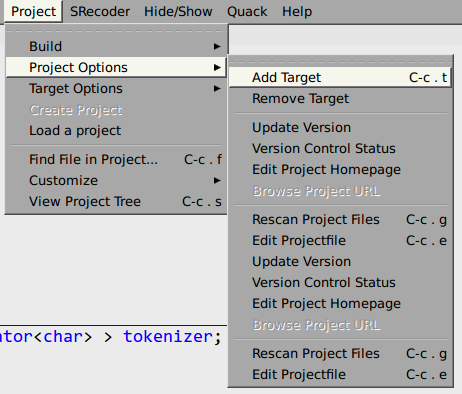 Project SRecoder Hide/Show Quack Help
Build
Project Options
Target Options
Create Project
Load a project
Find File in Project... C-c . f
Customize
View Project Tree C-c . s
Add Target C-c . t
Remove Target
Update Version
Version Control Status
Edit Project Homepage
Browse Project URL
Rescan Project Files C-c . g
Edit Projectfile C-c . e
Update Version
Version Control Status
Edit Project Homepage
Browse Project URL
Rescan Project Files C-c . g
Edit Projectfile C-c . e
ator<char> > tokenizer;